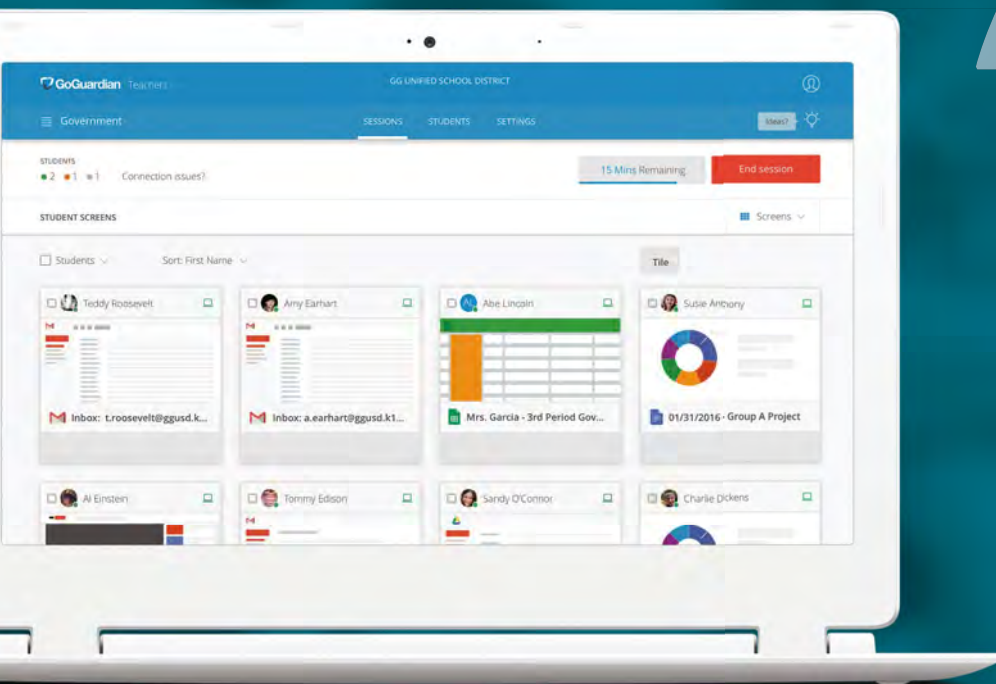 GoGuardian Teachers
GG UNIFIED SCHOOL DISTRICT
Government
SESSIONS STUDENTS SETTINGS
Ideas?
STUDENTS
2 1 1 Connection issues?
15 Mins Remaining
End session
STUDENT SCREENS
Screens
Students Sort: First Name
Tile
Teddy Roosevelt
Amy Earhart
Abe Lincoln
Susie Anthony
Inbox: t.roosevelt@ggusd.k...
Inbox: a.earhart@ggusd.k1...
Mrs. Garcia - 3rd Period Gov...
01/31/2016 - Group A Project
Al Einstein
Tommy Edison
Sandy O'Connor
Charlie Dickens